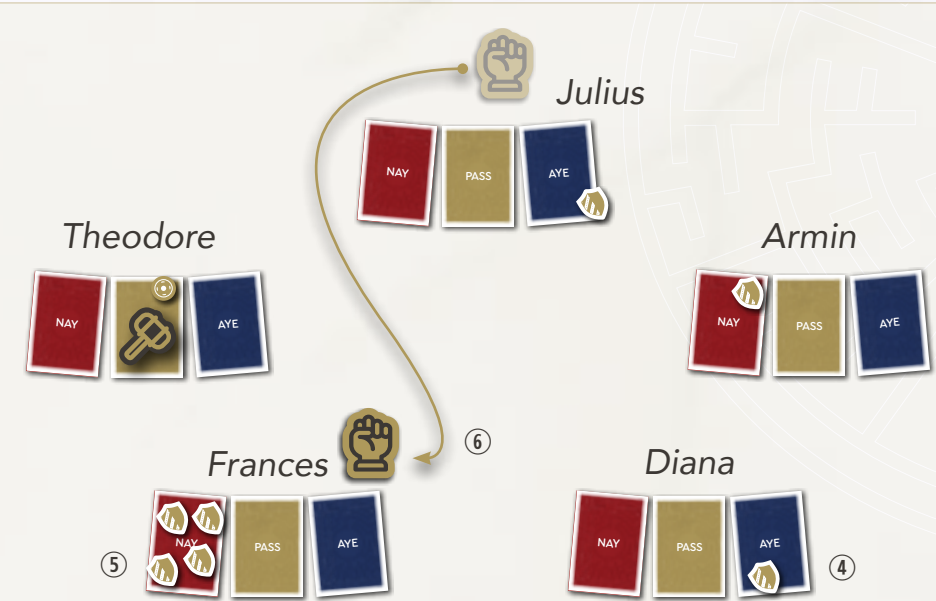 Julius
NAY PASS AYE
Theodore
NAY AYE
Armin
NAY PASS AYE
⑥
Frances
NAY PASS AYE
⑤
Diana
NAY PASS AYE
④